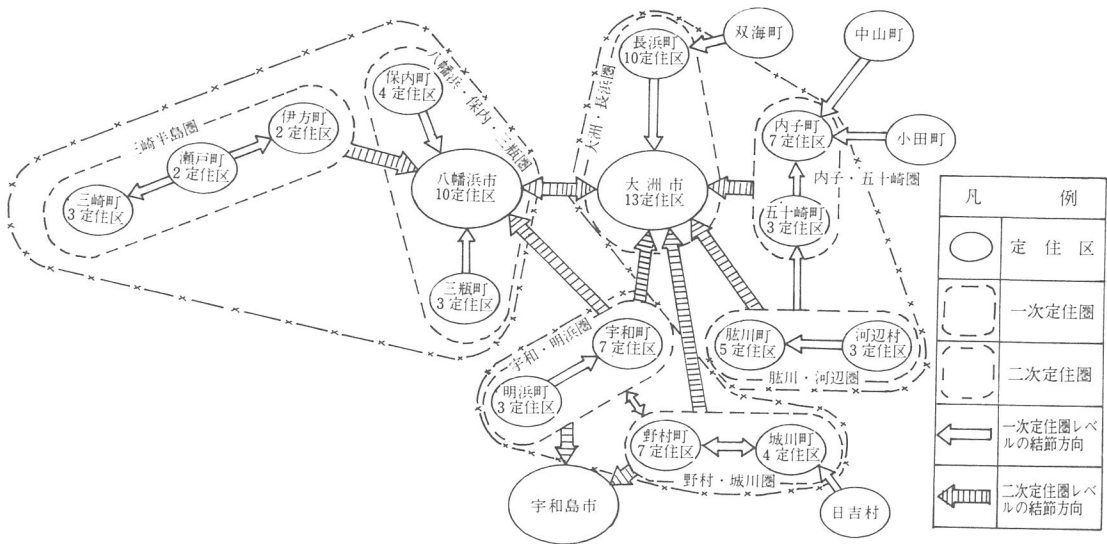 双海町
中山町
長浜町
10定住区
八幡浜・保内・三瓶圏
保内町
4定住区
大洲・長浜圏
伊方町
2定住区
三崎半島圏
瀬戸町
2定住区
三崎町
3定住区
内子町
7定住区
小田町
内子・五十崎圏
八幡浜市
10定住区
大洲市
13定住区
五十崎町
3定住区
三瓶町
3定住区
宇和・明浜圏
宇和町
7定住区
明浜町
3定住区
肱川町
5定住区
河辺村
3定住区
肱川・河辺圏
野村町
7定住区
城川町
4定住区
野村・城川圏
宇和島市
日吉村
凡例
定住区
一次定住圏
二次定住圏
一次定住圏レベ
ルの結節方向
二次定住圏レベ
ルの結節方向